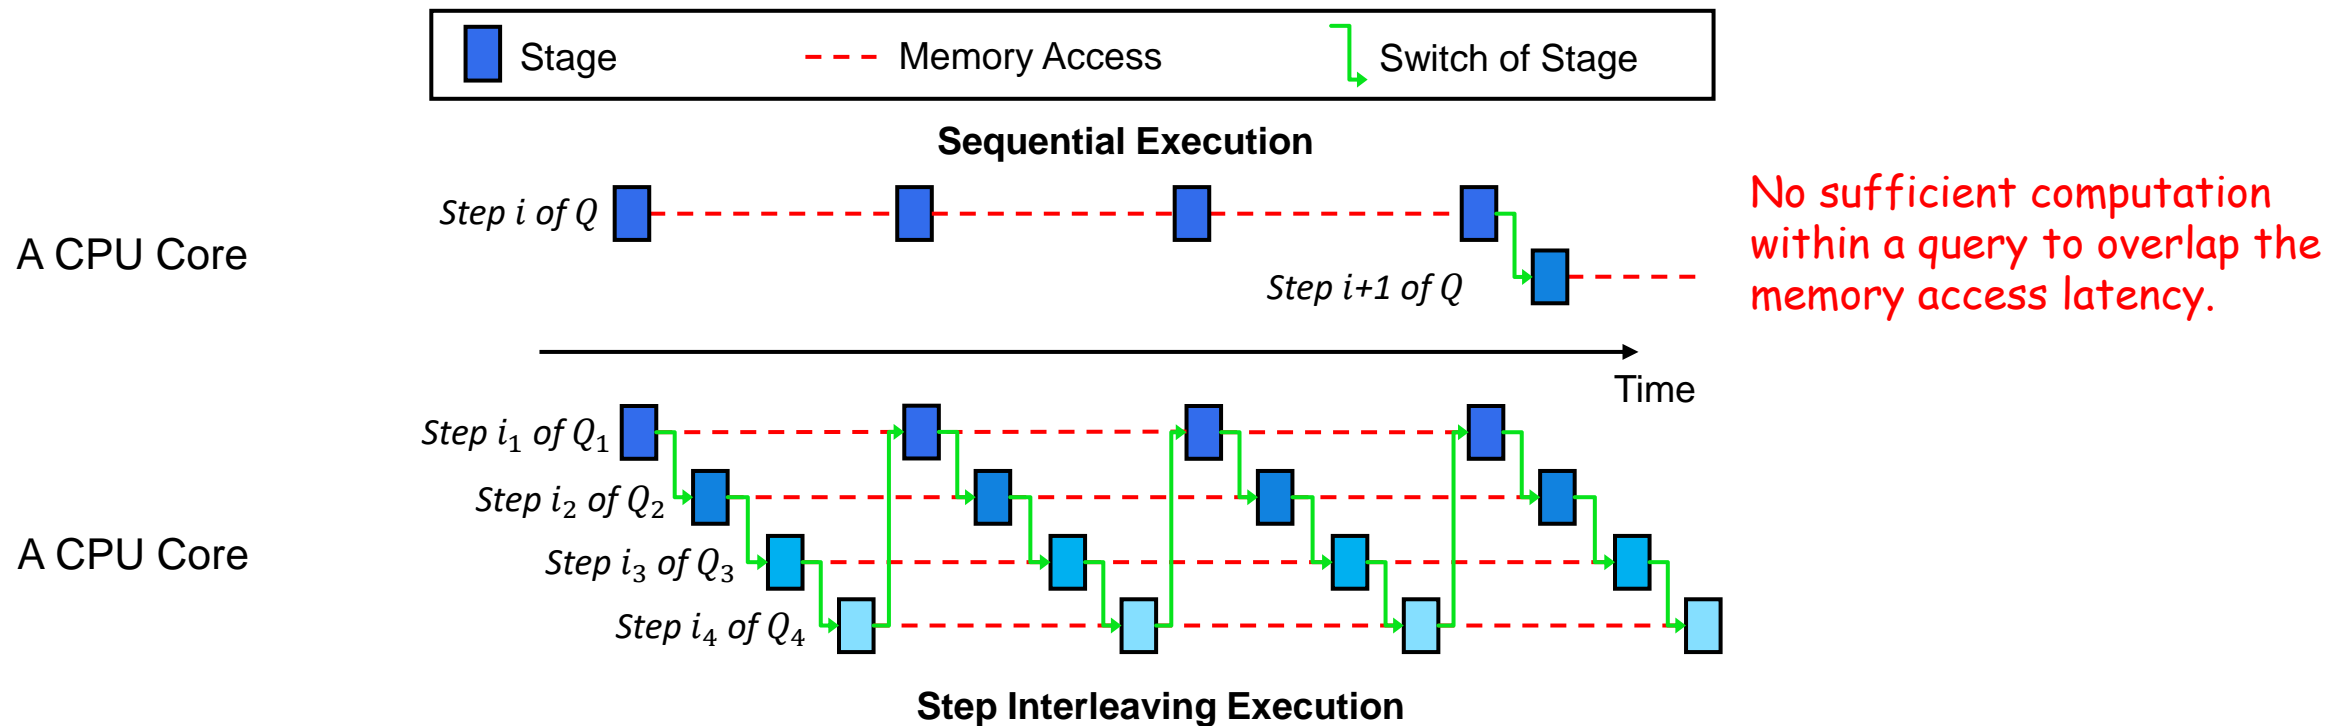 Stage
Memory Access
Switch of Stage
Sequential Execution
Step i of Q
No sufficient computation
within a query to overlap the
memory access latency.
A CPU Core
Step i+1 of Q
Time
Step i₁ of Q₁
Step i₂ of Q₂
A CPU Core
Step i₃ of Q₃
Step i₄ of Q₄
Step Interleaving Execution